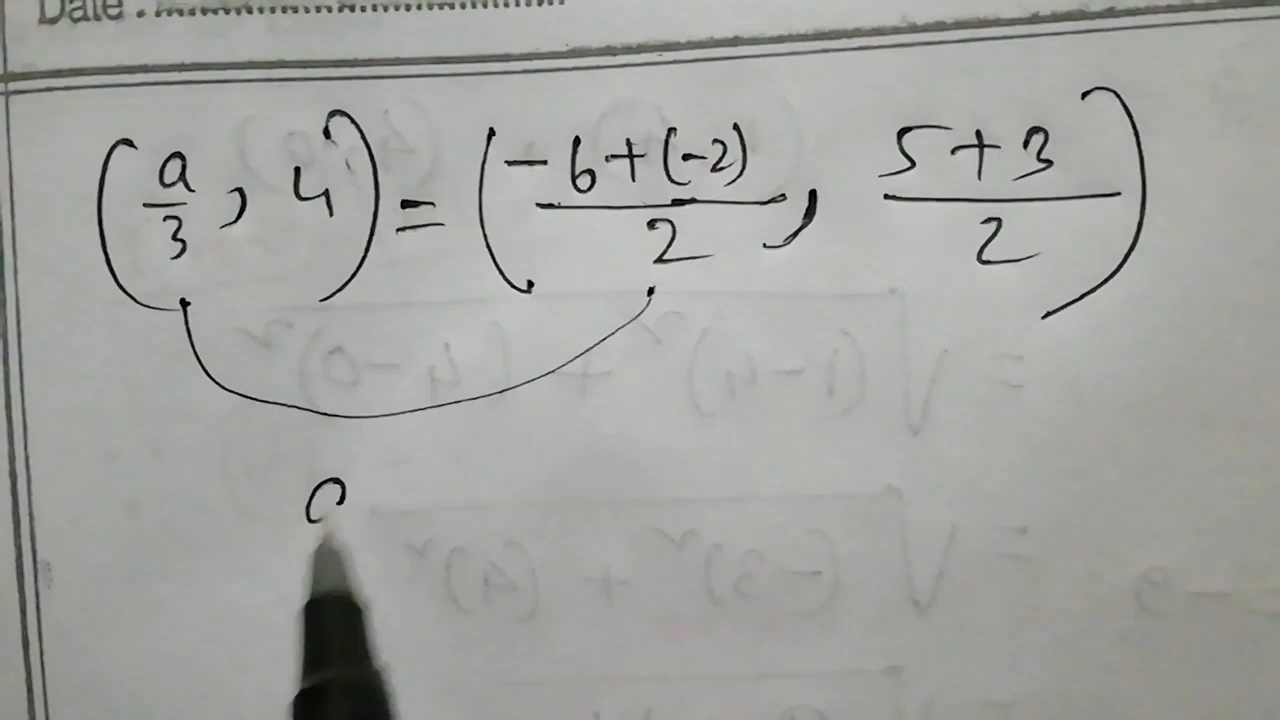 Date
(a/3, 4) = (-6+(-2)/2, 5+3/2)